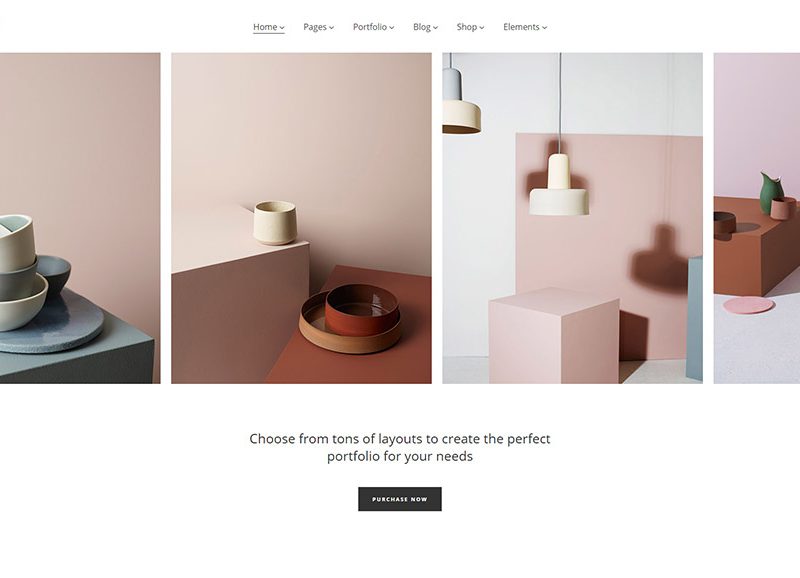 Home Pages Portfolio Blog Shop Elements
Choose from tons of layouts to create the perfect
portfolio for your needs
PURCHASE NOW